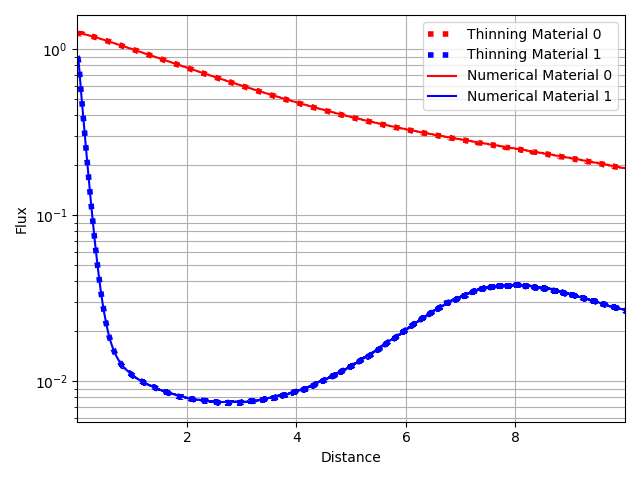 Thinning Material 0
Thinning Material 1
Numerical Material 0
Numerical Material 1
10⁰
10⁻¹
10⁻²
Flux
2 4 6 8
Distance